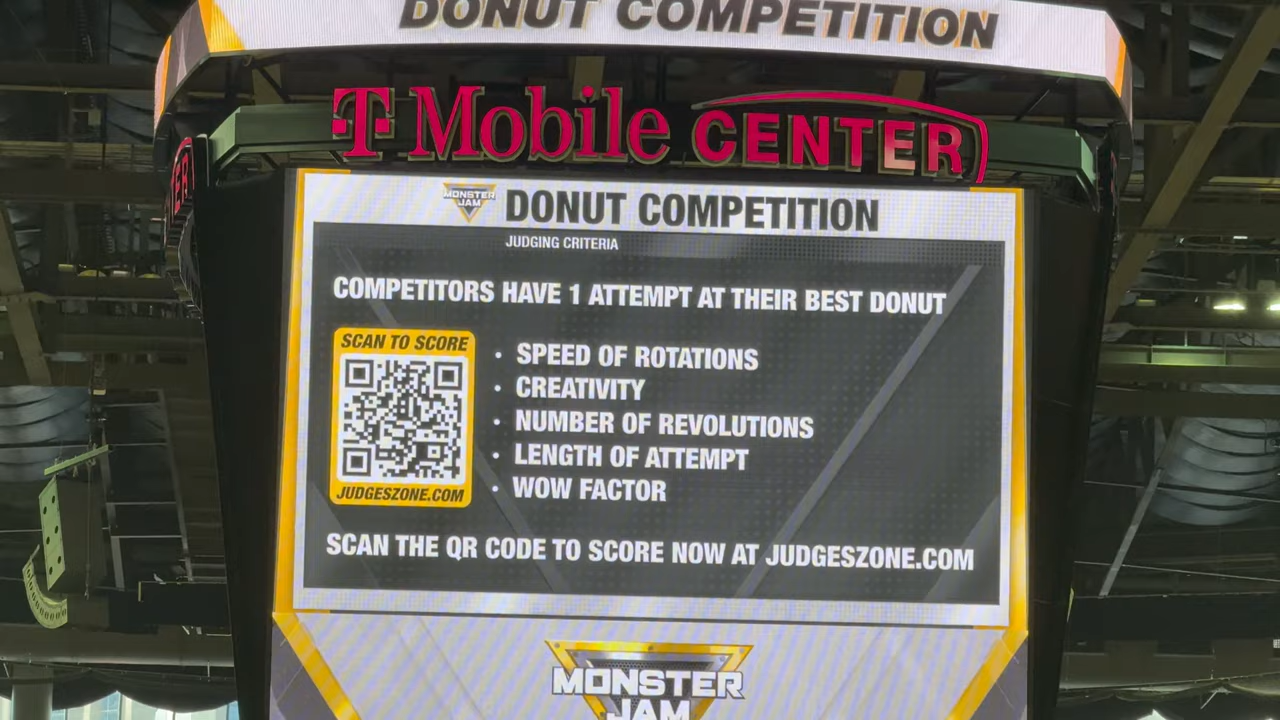 DONUT COMPETITION
T Mobile CENTER
ER
MONSTER JAM
DONUT COMPETITION
JUDGING CRITERIA
COMPETITORS HAVE 1 ATTEMPT AT THEIR BEST DONUT
SCAN TO SCORE
JUDGESZONE.COM
• SPEED OF ROTATIONS
• CREATIVITY
• NUMBER OF REVOLUTIONS
• LENGTH OF ATTEMPT
• WOW FACTOR
SCAN THE QR CODE TO SCORE NOW AT JUDGESZONE.COM
MONSTER
JAM